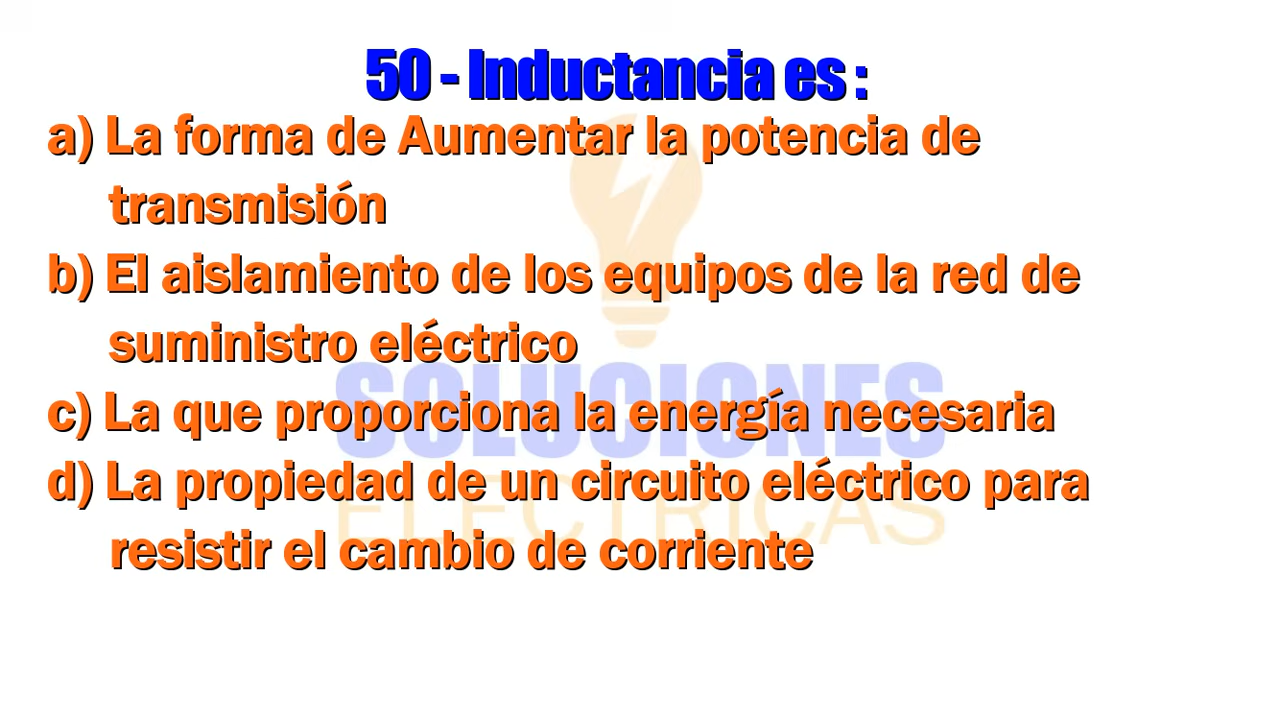 50 - Inductancia es :
a) La forma de Aumentar la potencia de
transmisión
b) El aislamiento de los equipos de la red de
suministro eléctrico
c) La que proporciona la energía necesaria
SOLUCIONES
d) La propiedad de un circuito eléctrico para
ELECTRICAS
resistir el cambio de corriente